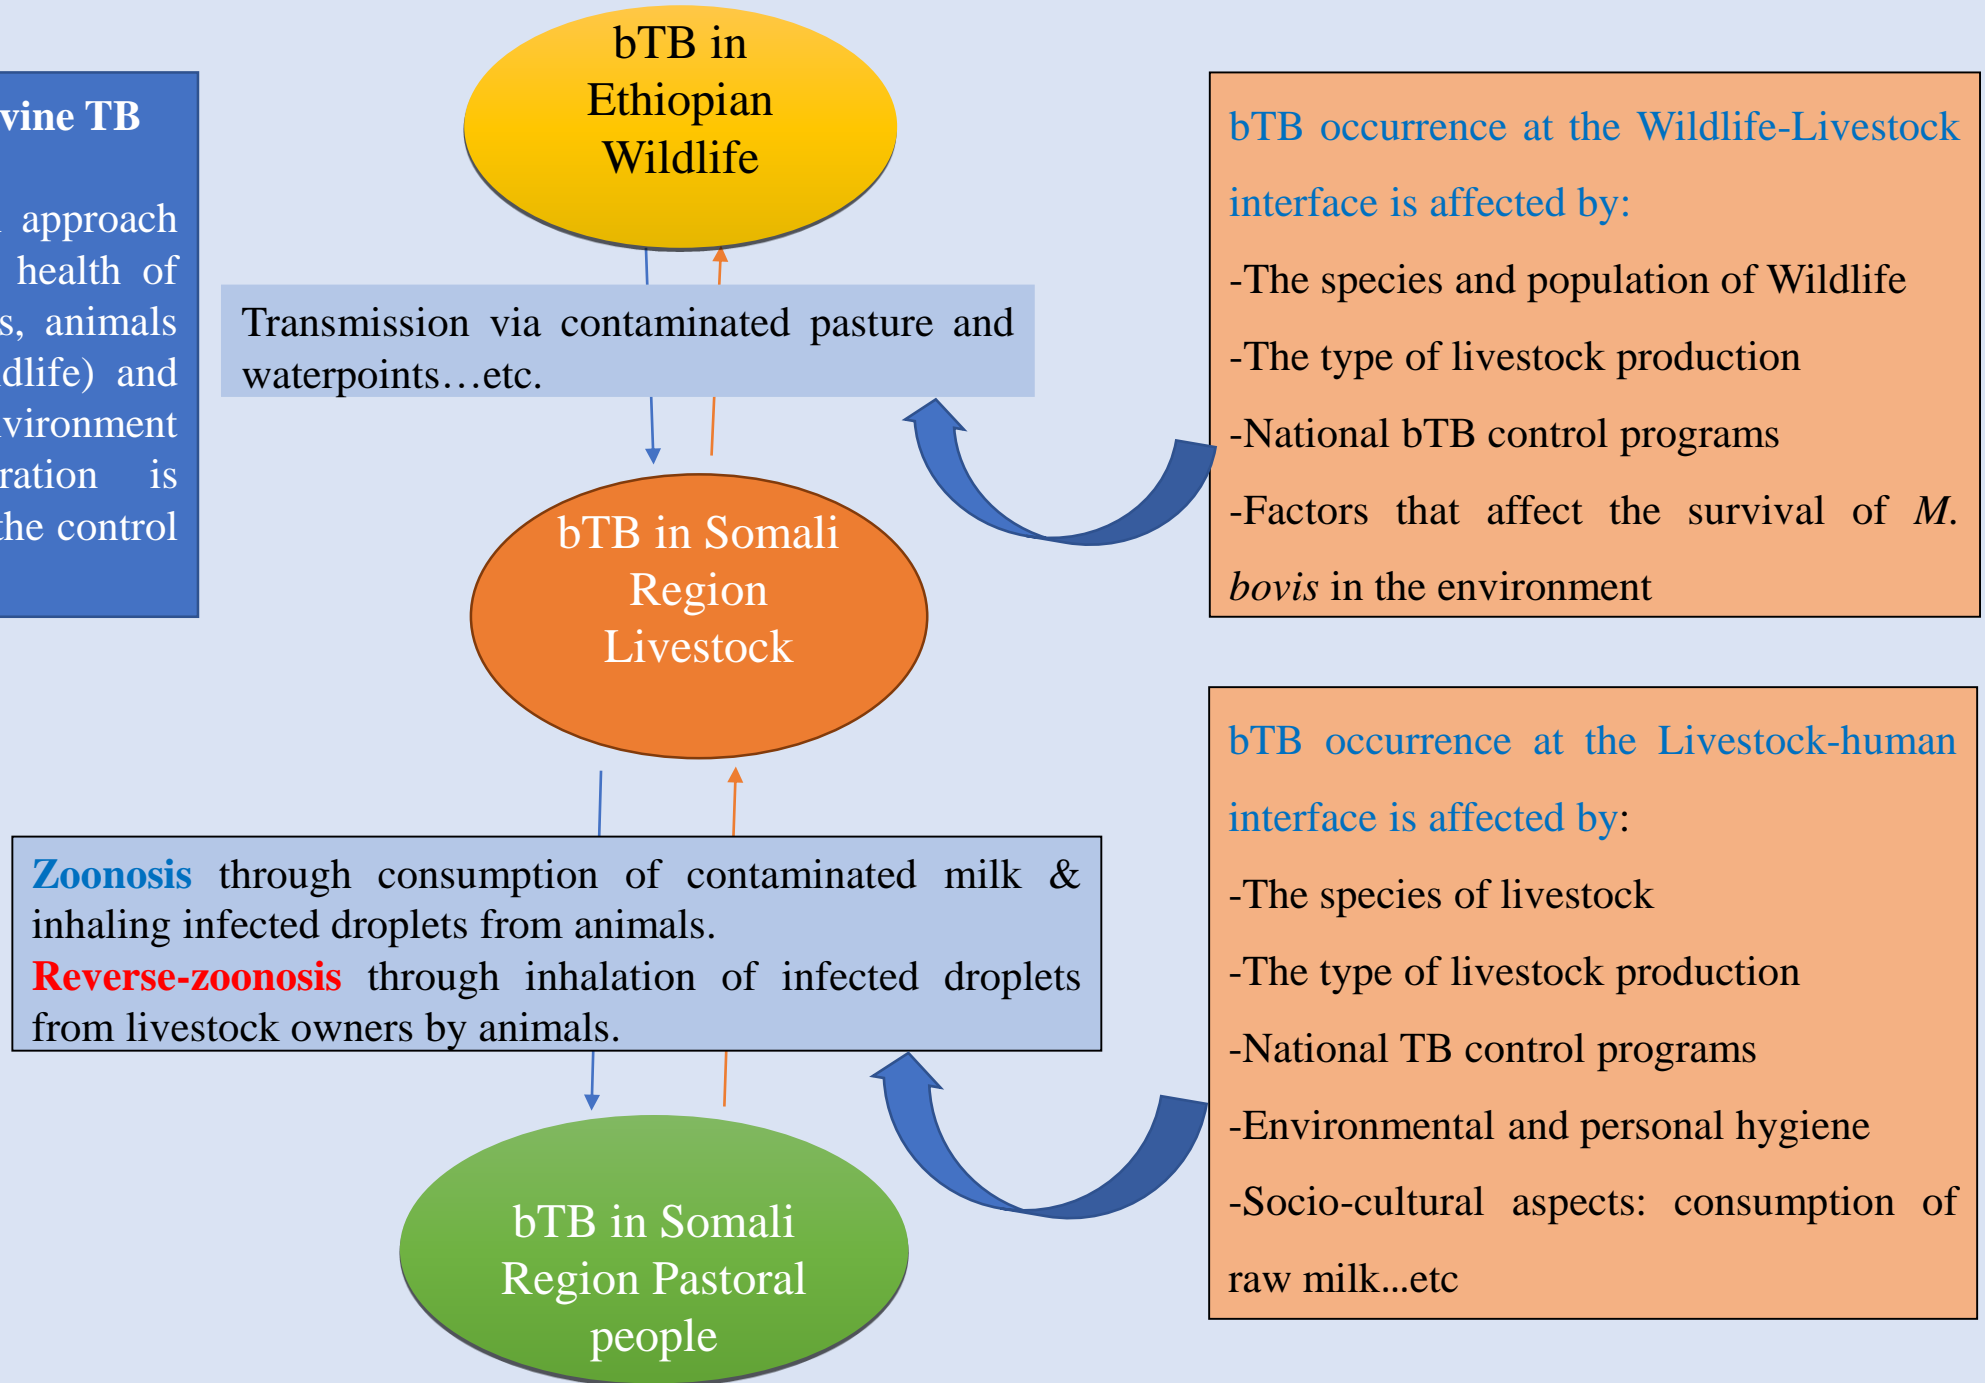 bTB in
Ethiopian
Wildlife
vine TB
approach
health of
s, animals
dlife) and
vironment
ration is
the control
Transmission via contaminated pasture and
waterpoints…etc.
bTB occurrence at the Wildlife-Livestock
interface is affected by:
-The species and population of Wildlife
-The type of livestock production
-National bTB control programs
-Factors that affect the survival of M.
bovis in the environment
bTB in Somali
Region
Livestock
Zoonosis through consumption of contaminated milk &
inhaling infected droplets from animals.
Reverse-zoonosis through inhalation of infected droplets
from livestock owners by animals.
bTB occurrence at the Livestock-human
interface is affected by:
-The species of livestock
-The type of livestock production
-National TB control programs
-Environmental and personal hygiene
-Socio-cultural aspects: consumption of
raw milk...etc
bTB in Somali
Region Pastoral
people